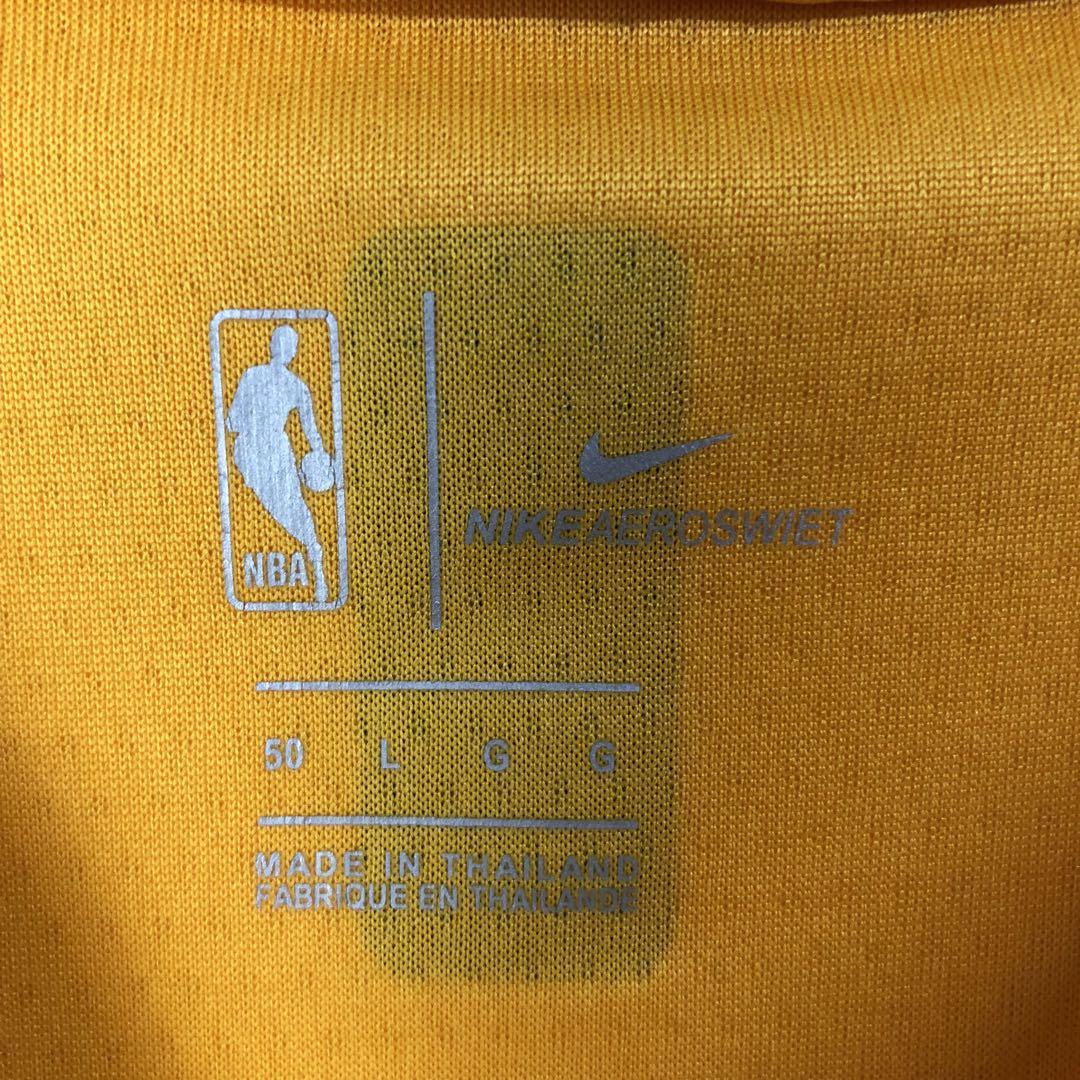 NBA
NIKEAEROSWIET
50 L G G
MADE IN THAILAND
FABRIQUE EN THAILANDE